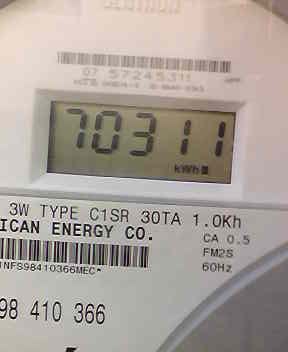 07 57245311
70311
kWh
3W TYPE C1SR 30TA 1.0Kh
ICAN ENERGY CO.
CA 0.5
FM2S
60Hz
INFS98410366MEC*
98 410 366